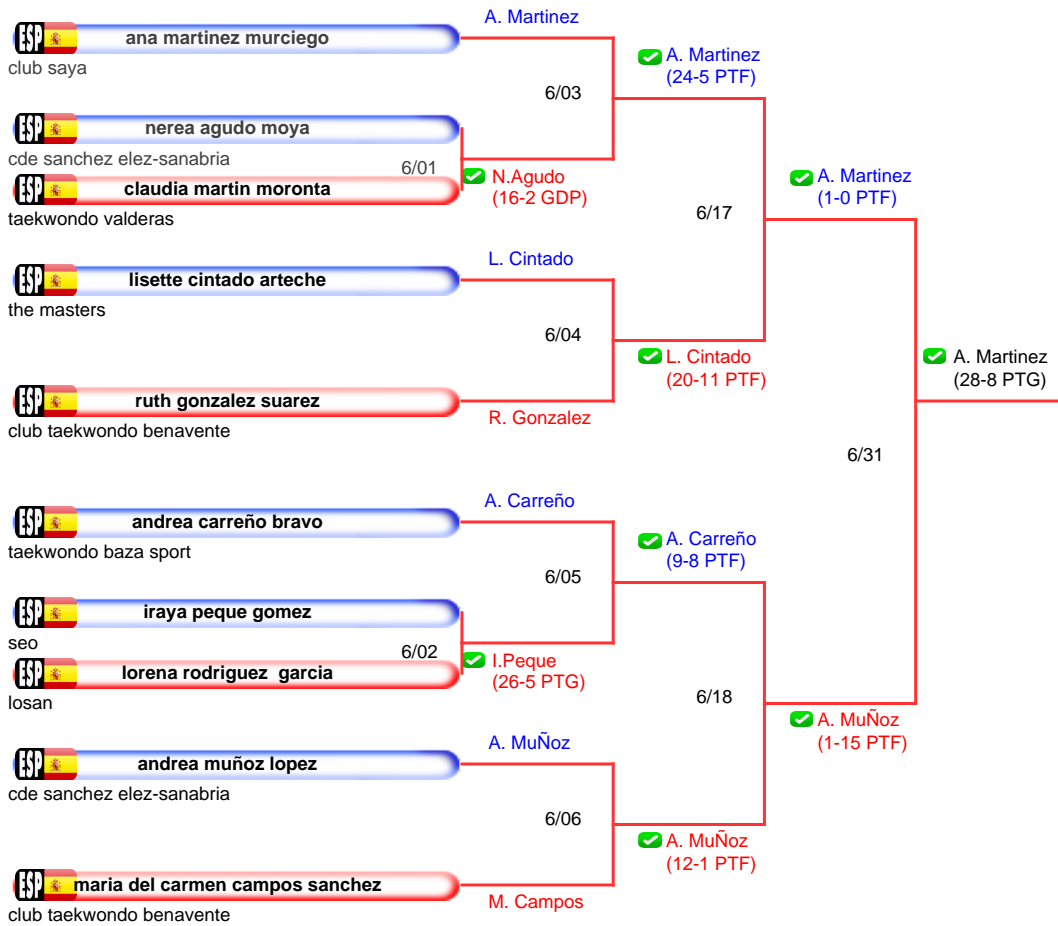 A. Martinez
ESP ana martinez murciego
club saya
A. Martinez
(24-5 PTF)
6/03
ESP nerea agudo moya
cde sanchez elez-sanabria
6/01
N.Agudo
(16-2 GDP)
ESP claudia martin moronta
taekwondo valderas
A. Martinez
(1-0 PTF)
6/17
L. Cintado
ESP lisette cintado arteche
the masters
6/04
L. Cintado
(20-11 PTF)
A. Martinez
(28-8 PTG)
ESP ruth gonzalez suarez
R. Gonzalez
club taekwondo benavente
6/31
A. Carreño
ESP andrea carreño bravo
taekwondo baza sport
A. Carreño
(9-8 PTF)
6/05
ESP iraya peque gomez
seo
6/02
I.Peque
(26-5 PTG)
ESP lorena rodriguez  garcia
losan
6/18
A. MuÑoz
(1-15 PTF)
A. MuÑoz
ESP andrea muñoz lopez
cde sanchez elez-sanabria
6/06
A. MuÑoz
(12-1 PTF)
ESP maria del carmen campos sanchez
M. Campos
club taekwondo benavente